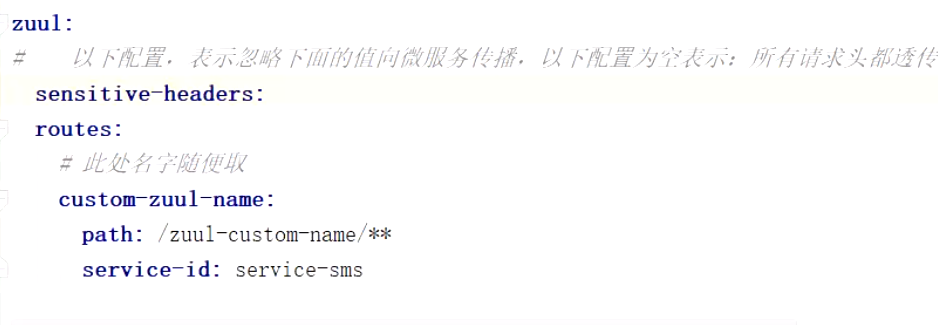 zuul:
# 以下配置，表示忽略下面的值向微服务传播，以下配置为空表示：所有请求头都透传
sensitive-headers:
routes:
# 此处名字随便取
custom-zuul-name:
path: /zuul-custom-name/**
service-id: service-sms